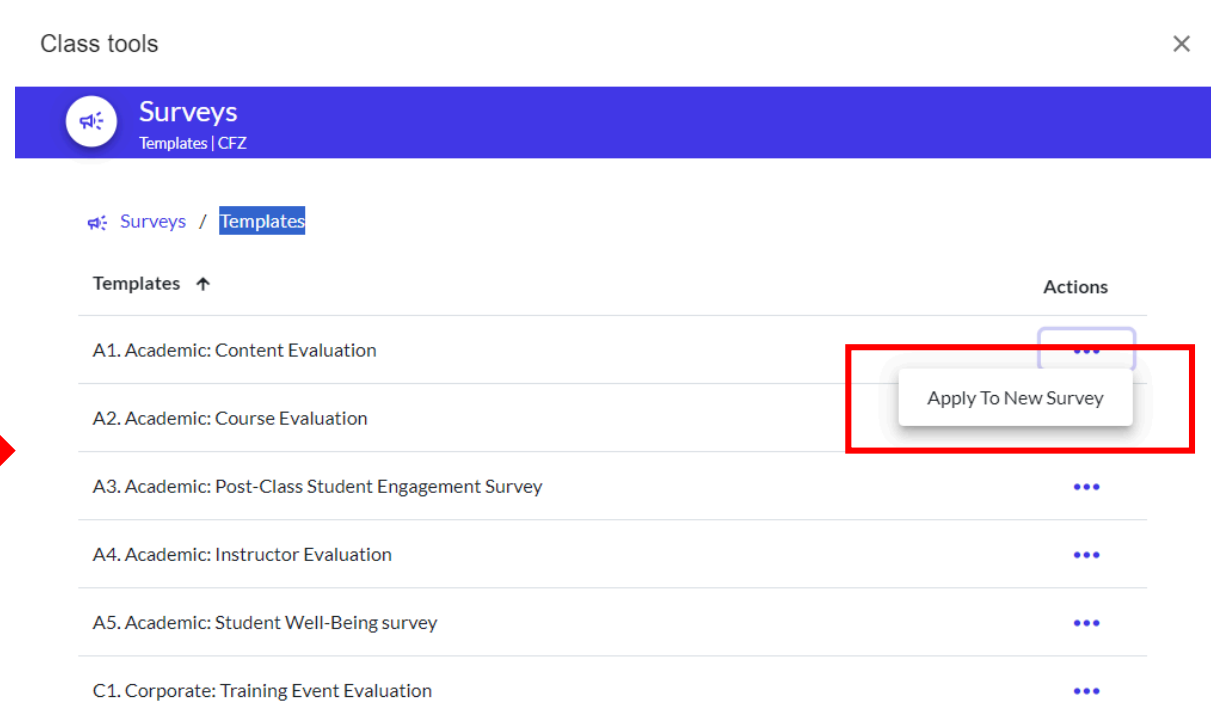 Class tools
Surveys
Templates | CFZ
Surveys / Templates
Templates
Actions
A1. Academic: Content Evaluation
Apply To New Survey
A2. Academic: Course Evaluation
A3. Academic: Post-Class Student Engagement Survey
A4. Academic: Instructor Evaluation
A5. Academic: Student Well-Being survey
C1. Corporate: Training Event Evaluation